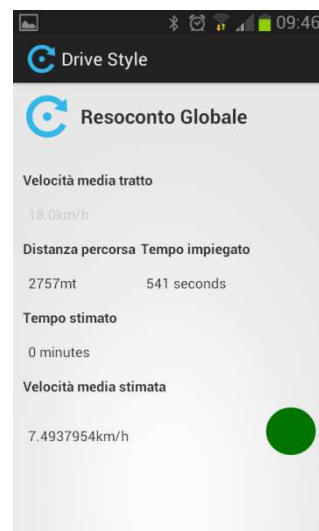 09:46
Drive Style
Resoconto Globale
Velocità media tratto
18.0km/h
Distanza percorsa Tempo impiegato
2757mt 541 seconds
Tempo stimato
0 minutes
Velocità media stimata
7.4937954km/h